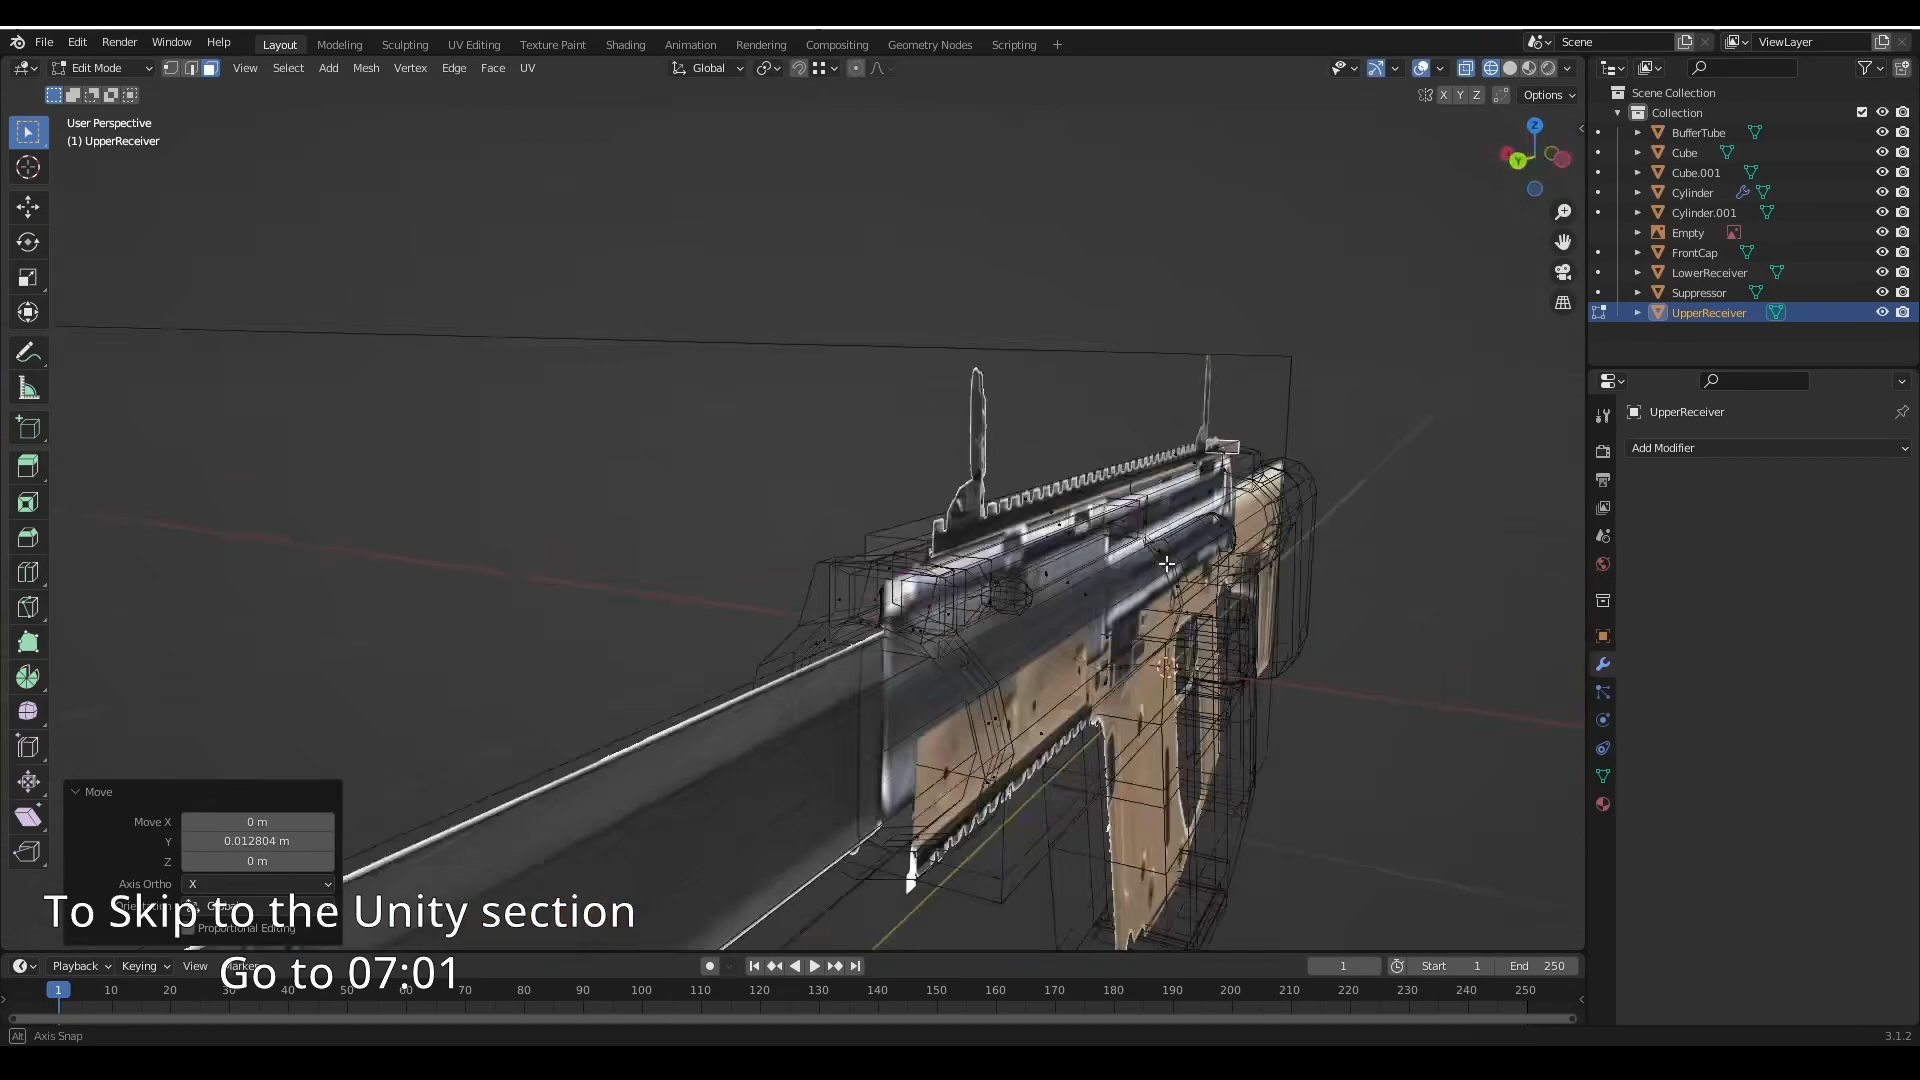 File Edit Render Window Help Layout Modeling Sculpting UV Editing Texture Paint Shading Animation Rendering Compositing Geometry Nodes Scripting + Scene ViewLayer
Edit Mode View Select Add Mesh Vertex Edge Face UV Global
X Y Z Options
User Perspective
(1) UpperReceiver
Z
Y
Scene Collection
Collection
BufferTube
Cube
Cube.001
Cylinder
Cylinder.001
Empty
FrontCap
LowerReceiver
Suppressor
UpperReceiver
UpperReceiver
Add Modifier
Move
Move X 0 m
Y 0.012804 m
Z 0 m
Axis Ortho X
Proportional Editing
To Skip to the Unity section
Go to 07:01
Playback Keying View Marker 1 Start 1 End 250
1 10 20 30 40 50 60 70 80 90 100 110 120 130 140 150 160 170 180 190 200 210 220 230 240 250
Alt Axis Snap 3.1.2